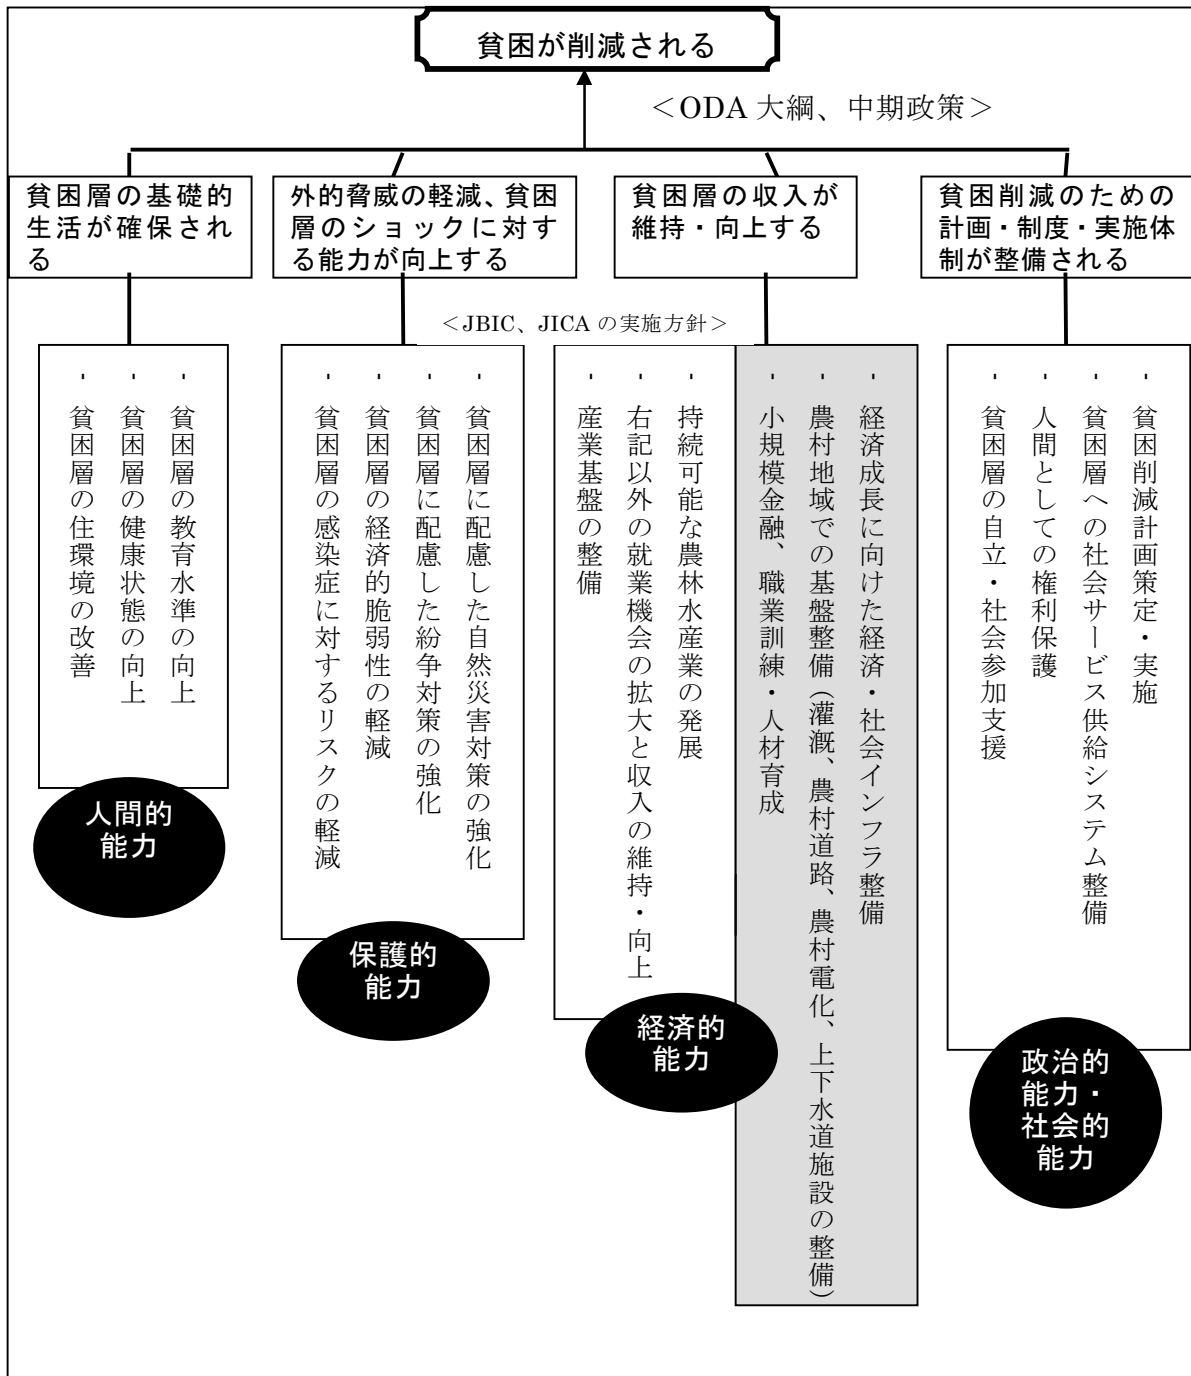 貧困が削減される
＜ODA 大綱、中期政策＞
貧困層の基礎的
生活が確保され
る
外的脅威の軽減、貧困
層のショックに対す
る能力が向上する
貧困層の収入が
維持・向上する
貧困削減のための
計画・制度・実施体
制が整備される
＜JBIC、JICA の実施方針＞
- 貧困層の教育水準の向上
- 貧困層の健康状態の向上
- 貧困層の住環境の改善
人間的
能力
- 貧困層に配慮した自然災害対策の強化
- 貧困層に配慮した紛争対策の強化
- 貧困層の経済的脆弱性の軽減
- 貧困層の感染症に対するリスクの軽減
保護的
能力
- 持続可能な農林水産業の発展
- 右記以外の就業機会の拡大と収入の維持・向上
- 産業基盤の整備
- 経済成長に向けた経済・社会インフラ整備
- 農村地域での基盤整備（灌漑、農村道路、農村電化、上下水道施設の整備）
- 小規模金融、職業訓練・人材育成
経済的
能力
- 貧困削減計画策定・実施
- 貧困層への社会サービス供給システム整備
- 人間としての権利保護
- 貧困層の自立・社会参加支援
政治的
能力・
社会的
能力